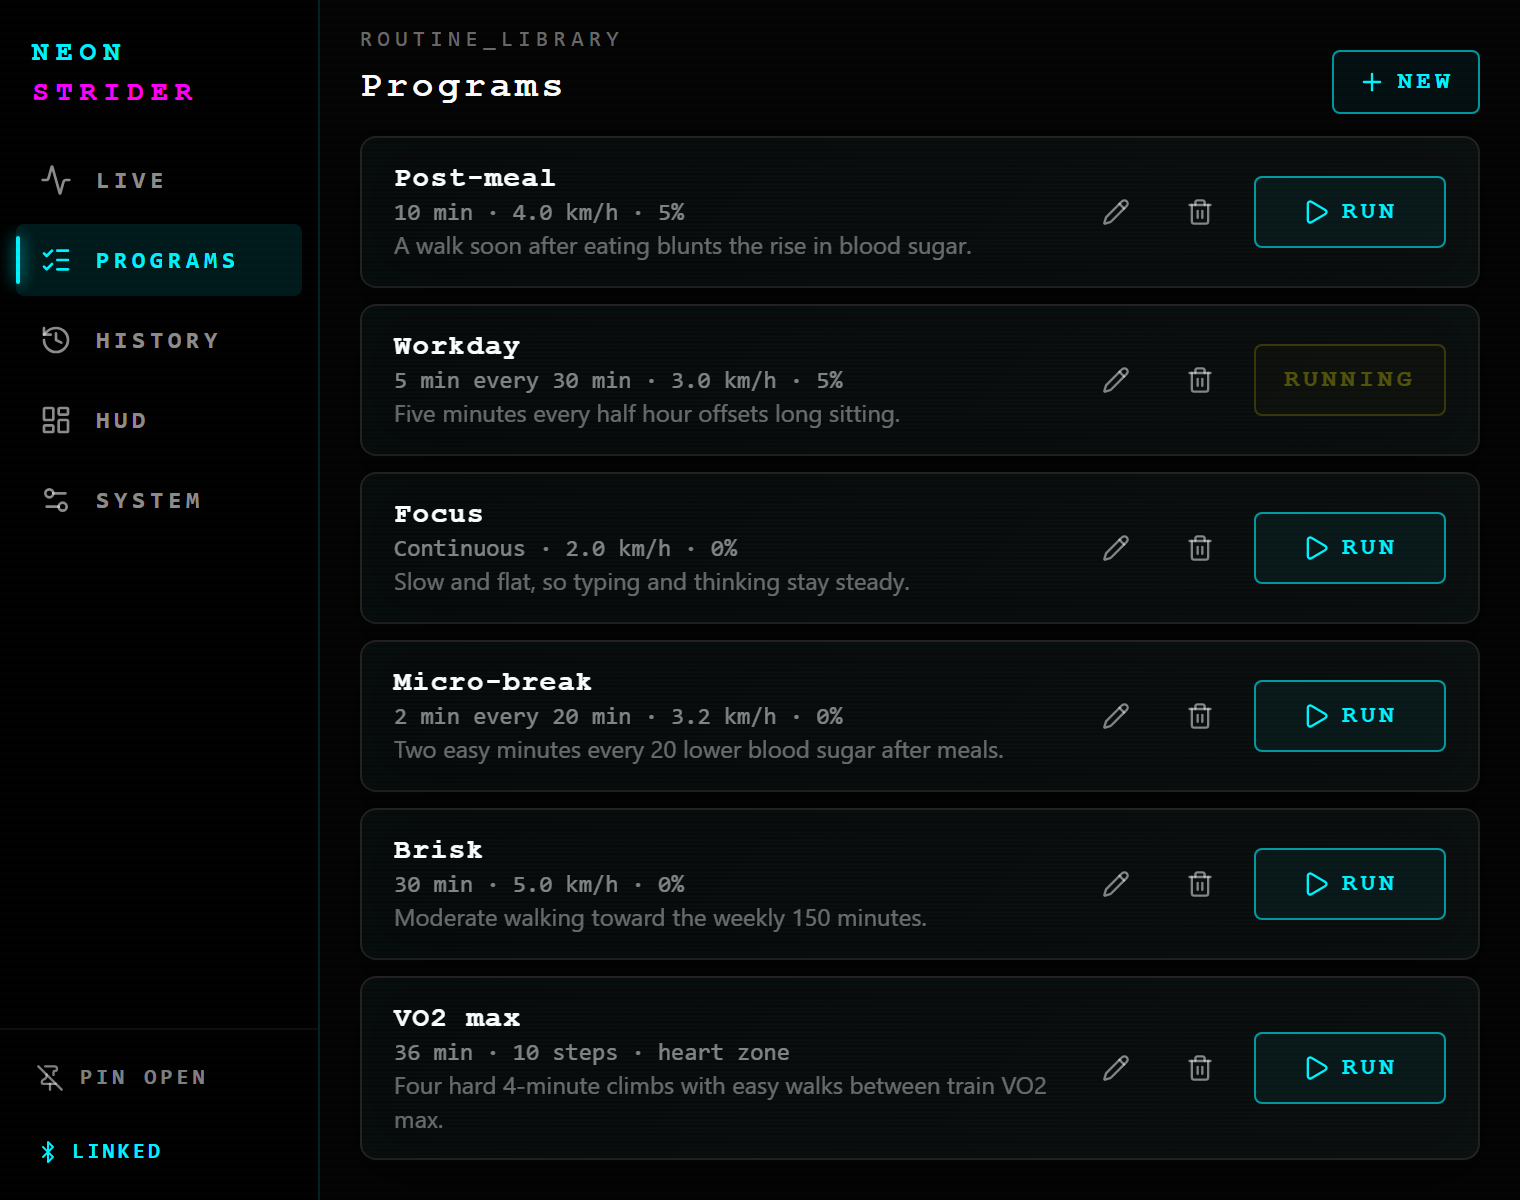 NEON
STRIDER
LIVE
PROGRAMS
HISTORY
HUD
SYSTEM
PIN OPEN
LINKED
ROUTINE_LIBRARY
Programs
NEW
Post-meal
10 min · 4.0 km/h · 5%
A walk soon after eating blunts the rise in blood sugar.
RUN
Workday
5 min every 30 min · 3.0 km/h · 5%
Five minutes every half hour offsets long sitting.
RUNNING
Focus
Continuous · 2.0 km/h · 0%
Slow and flat, so typing and thinking stay steady.
RUN
Micro-break
2 min every 20 min · 3.2 km/h · 0%
Two easy minutes every 20 lower blood sugar after meals.
RUN
Brisk
30 min · 5.0 km/h · 0%
Moderate walking toward the weekly 150 minutes.
RUN
VO2 max
36 min · 10 steps · heart zone
Four hard 4-minute climbs with easy walks between train VO2
max.
RUN